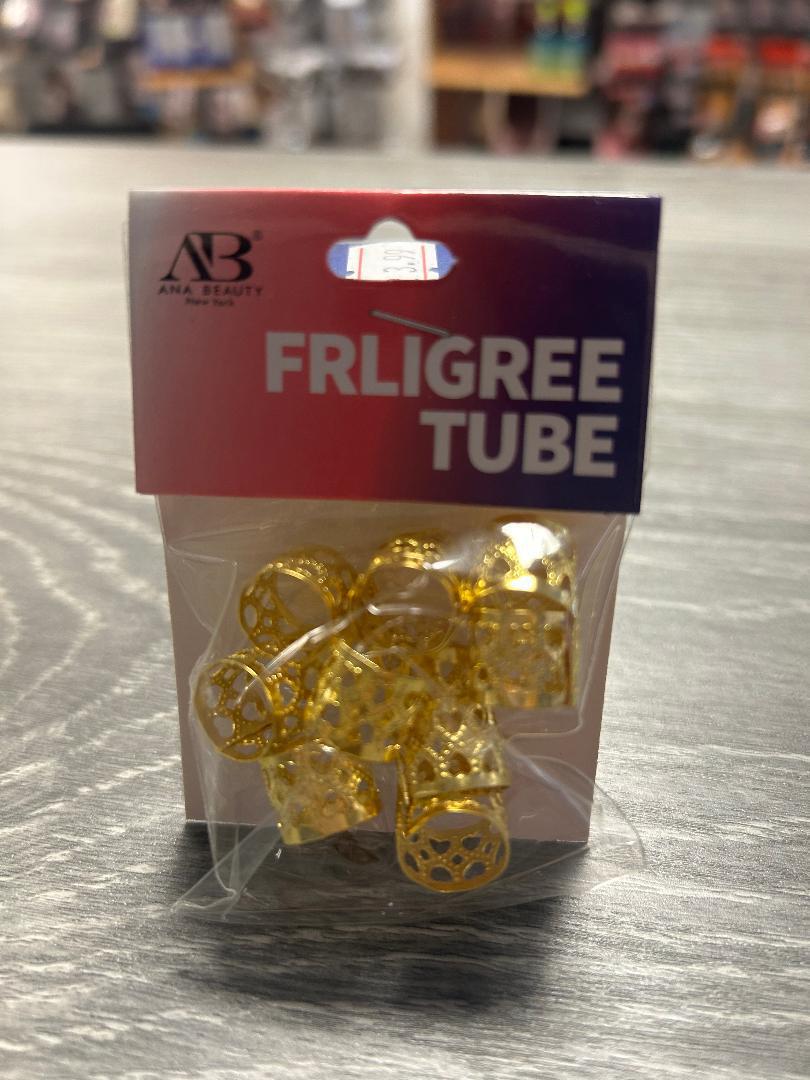 AB®
ANA BEAUTY
New York
3.99
FRLIGREE
TUBE